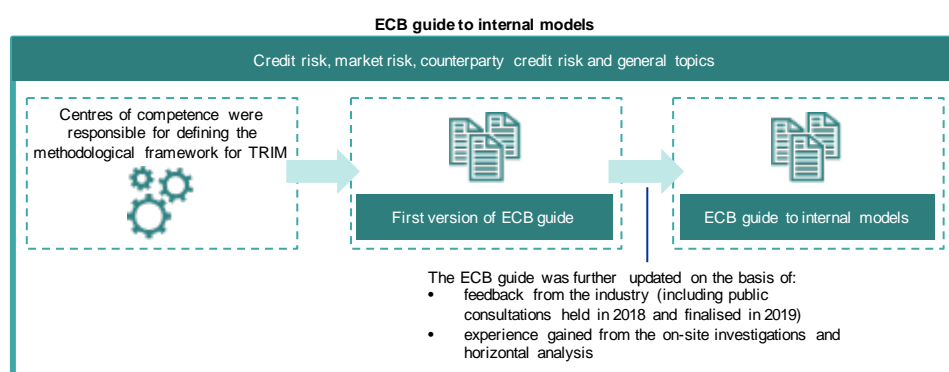 ECB guide to internal models
Credit risk, market risk, counterparty credit risk and general topics
Centres of competence were
responsible for defining the
methodological framework for TRIM
First version of ECB guide
ECB guide to internal models
The ECB guide was further updated on the basis of:
• feedback from the industry (including public
consultations held in 2018 and finalised in 2019)
• experience gained from the on-site investigations and
horizontal analysis